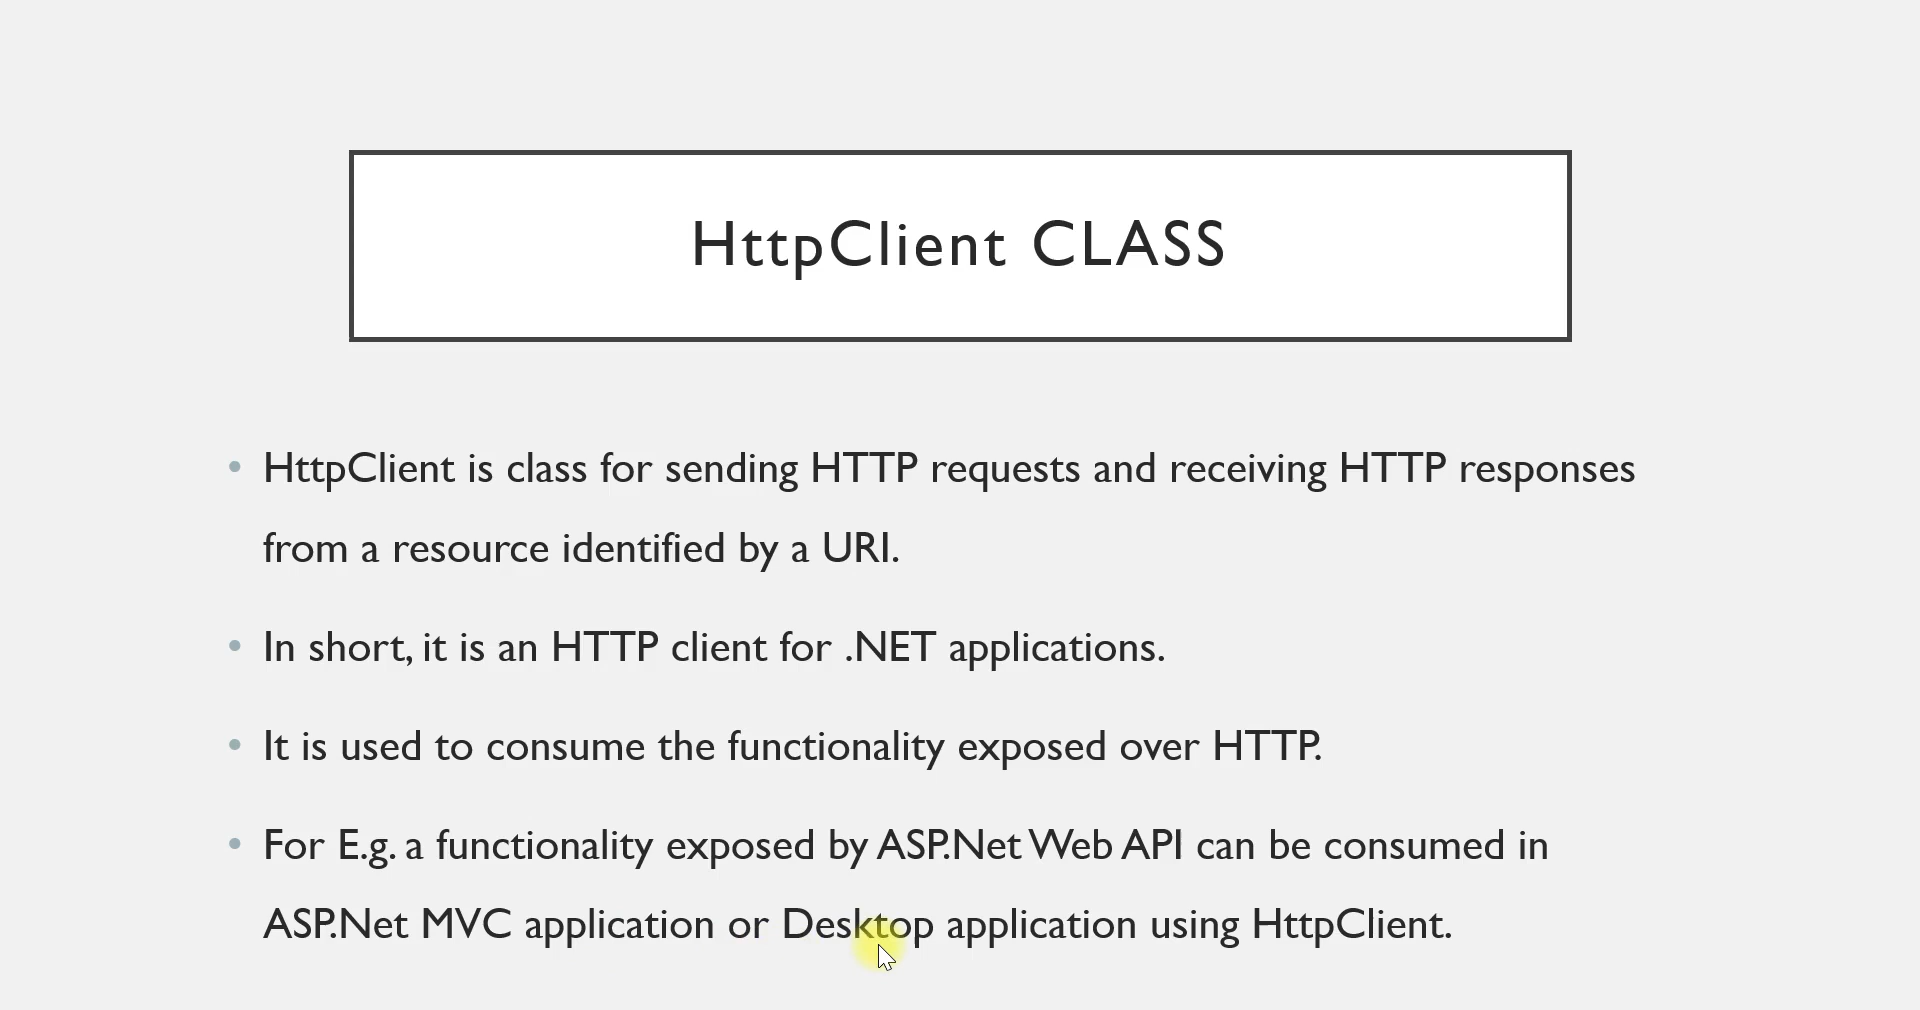 HttpClient CLASS
• HttpClient is class for sending HTTP requests and receiving HTTP responses
from a resource identified by a URI.
• In short, it is an HTTP client for .NET applications.
• It is used to consume the functionality exposed over HTTP.
• For E.g. a functionality exposed by ASP.Net Web API can be consumed in
ASP.Net MVC application or Desktop application using HttpClient.